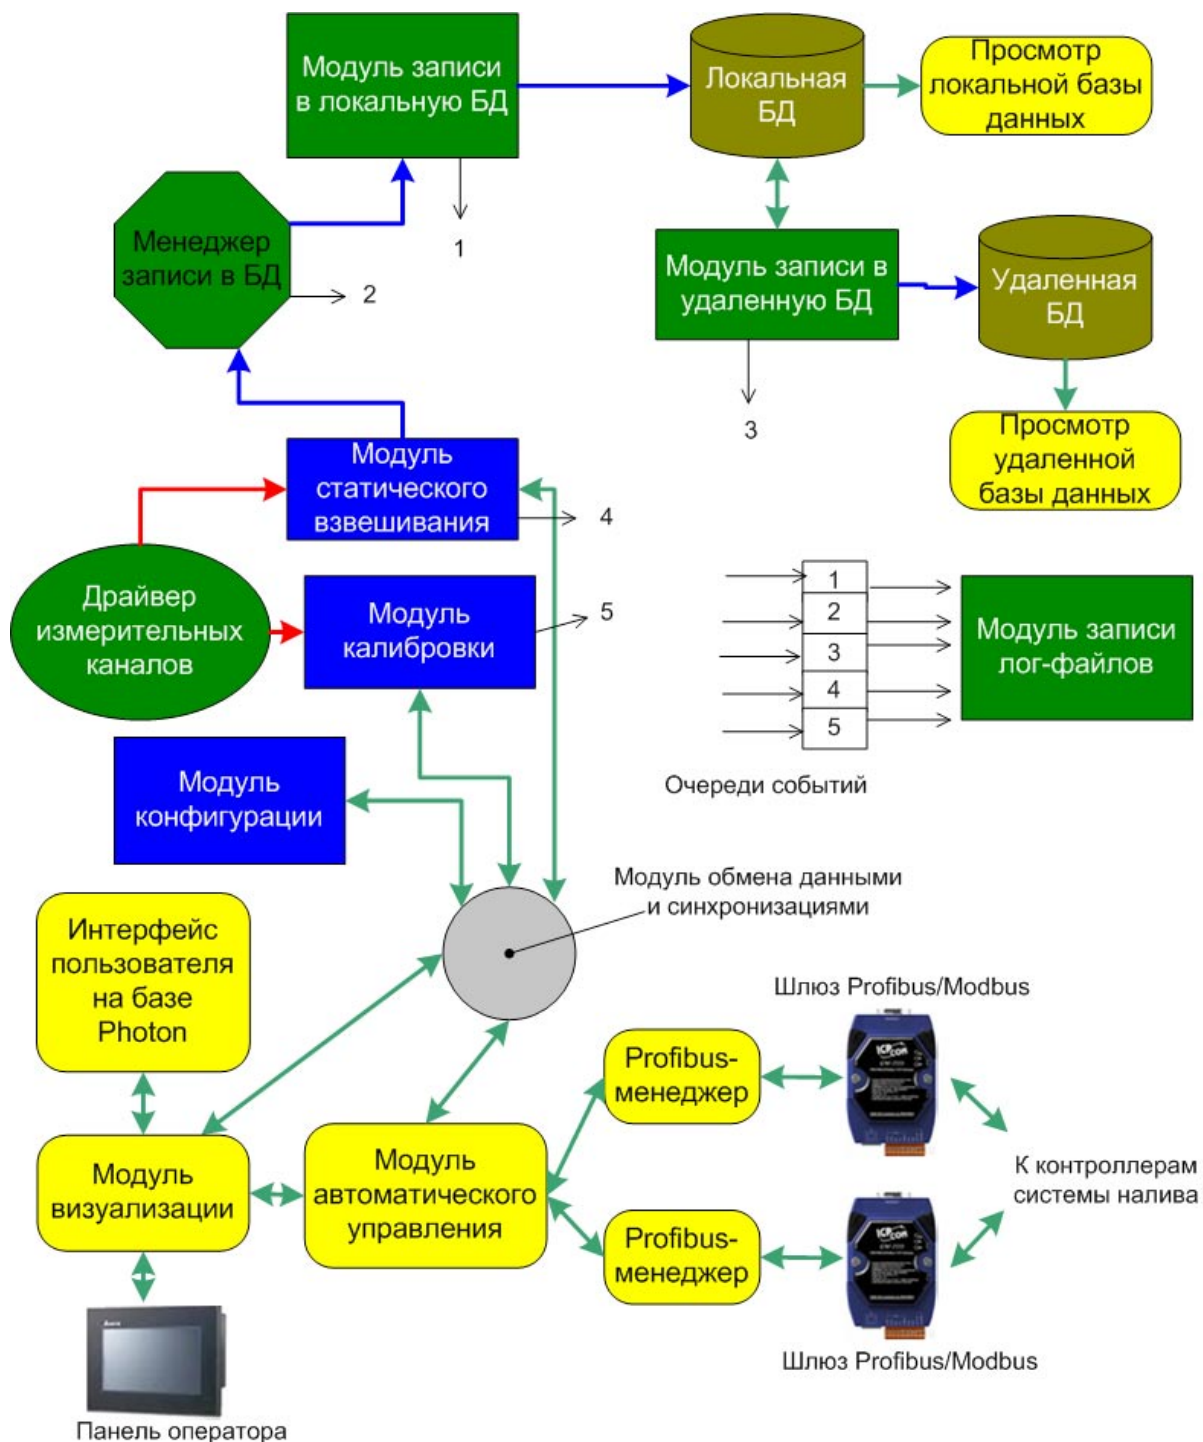 Модуль записи
в локальную БД
Локальная
БД
Просмотр
локальной базы
данных
1
Менеджер
записи в БД
2
Модуль записи в
удаленную БД
Удаленная
БД
3
Просмотр
удаленной
базы данных
Модуль
статического
взвешивания
4
Драйвер
измерительных
каналов
Модуль
калибровки
5
1
2
3
4
5
Модуль записи
лог-файлов
Очереди событий
Модуль
конфигурации
Модуль обмена данными
и синхронизациями
Интерфейс
пользователя
на базе
Photon
Шлюз Profibus/Modbus
Profibus-
менеджер
ICP
Модуль
визуализации
Модуль
автоматического
управления
К контроллерам
системы налива
Profibus-
менеджер
ICP
Шлюз Profibus/Modbus
Панель оператора